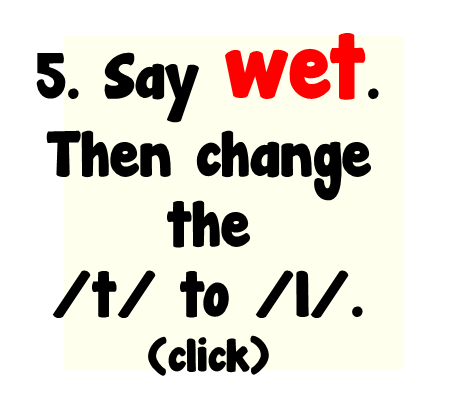 5. Say wet.
Then change
the
/t/ to /l/.
(click)